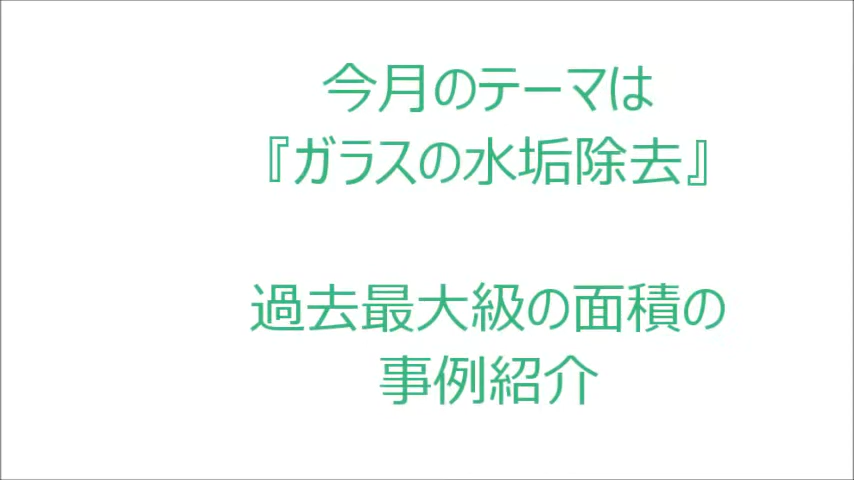 今月のテーマは
『ガラスの水垢除去』
過去最大級の面積の
事例紹介